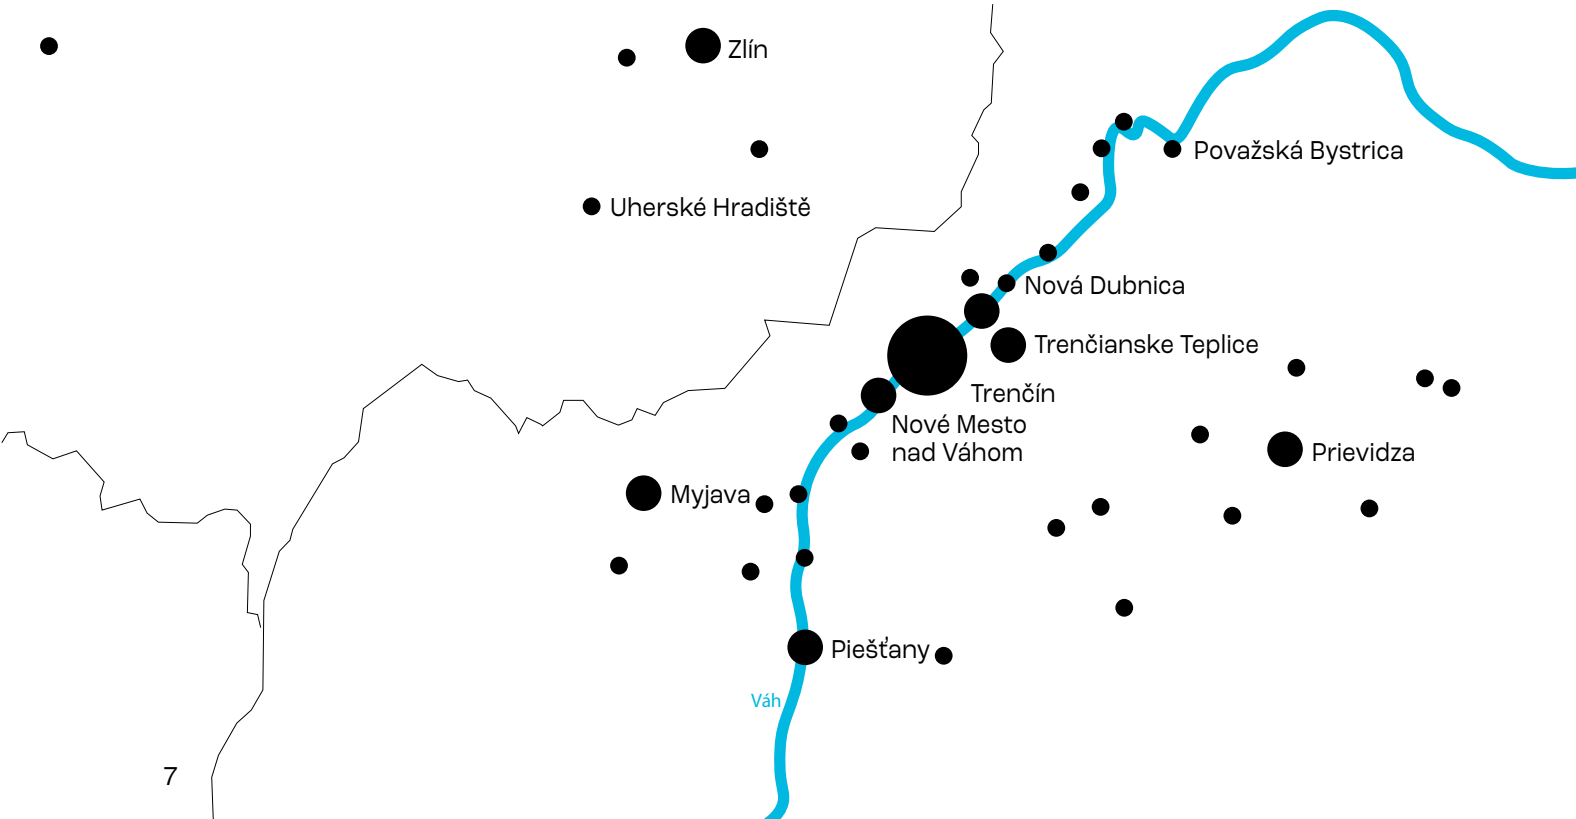 Zlín
Považská Bystrica
Uherské Hradiště
Nová Dubnica
Trenčianske Teplice
Trenčín
Nové Mesto
nad Váhom
Prievidza
Myjava
Piešťany
Váh
7